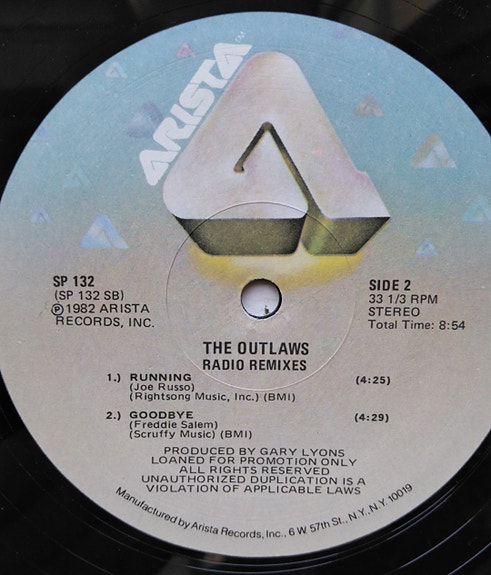 ARISTA™
SP 132
(SP 132 SB)
℗1982 ARISTA
RECORDS, INC.
SIDE 2
33 1/3 RPM
STEREO
Total Time: 8:54
THE OUTLAWS
RADIO REMIXES
1.) RUNNING (4:25)
(Joe Russo)
(Rightsong Music, Inc.) (BMI)
2.) GOODBYE (4:29)
(Freddie Salem)
(Scruffy Music) (BMI)
PRODUCED BY GARY LYONS
LOANED FOR PROMOTION ONLY
ALL RIGHTS RESERVED
UNAUTHORIZED DUPLICATION IS A
VIOLATION OF APPLICABLE LAWS
Manufactured by Arista Records, Inc., 6 W. 57th St., N.Y., N.Y. 10019